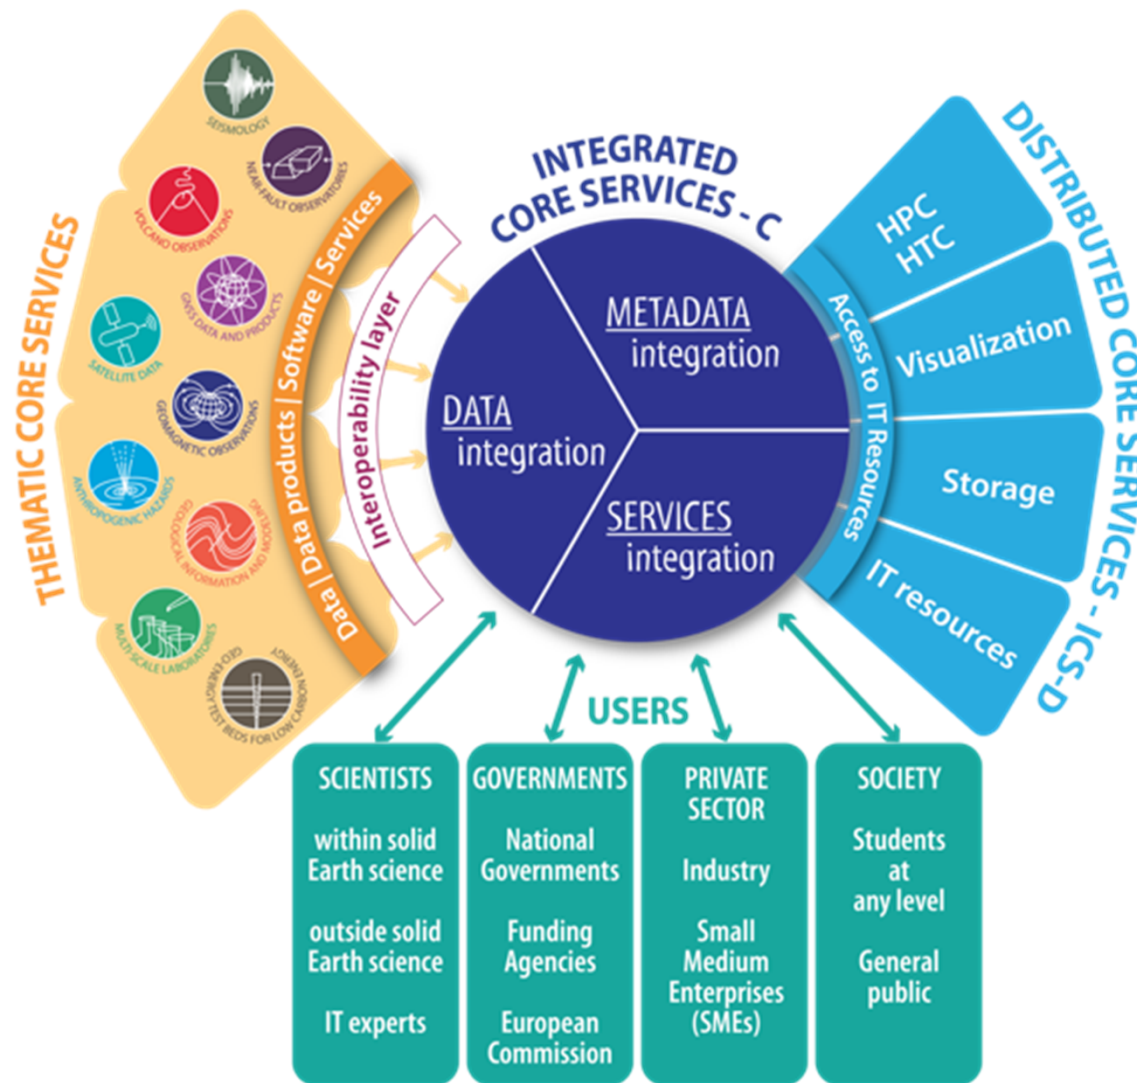 THEMATIC CORE SERVICES
SEISMOLOGY
NEAR-FAULT OBSERVATORIES
VOLCANO OBSERVATIONS
GNSS DATA AND PRODUCTS
SATELLITE DATA
GEOMAGNETIC OBSERVATIONS
ANTHROPOGENIC HAZARDS
GEOLOGICAL INFORMATION AND MODELING
MULTI-SCALE LABORATORIES
GEO-ENERGY TEST BEDS FOR LOW CARBON ENERGY
Data | Data products | Software | Services
Interoperability layer
INTEGRATED
CORE SERVICES - C
METADATA
integration
DATA
integration
SERVICES
integration
Access to IT Resources
HPC
HTC
Visualization
Storage
IT resources
DISTRIBUTED CORE SERVICES - ICS-D
USERS
SCIENTISTS
within solid
Earth science
outside solid
Earth science
IT experts
GOVERNMENTS
National
Governments
Funding
Agencies
European
Commission
PRIVATE
SECTOR
Industry
Small
Medium
Enterprises
(SMEs)
SOCIETY
Students
at
any level
General
public